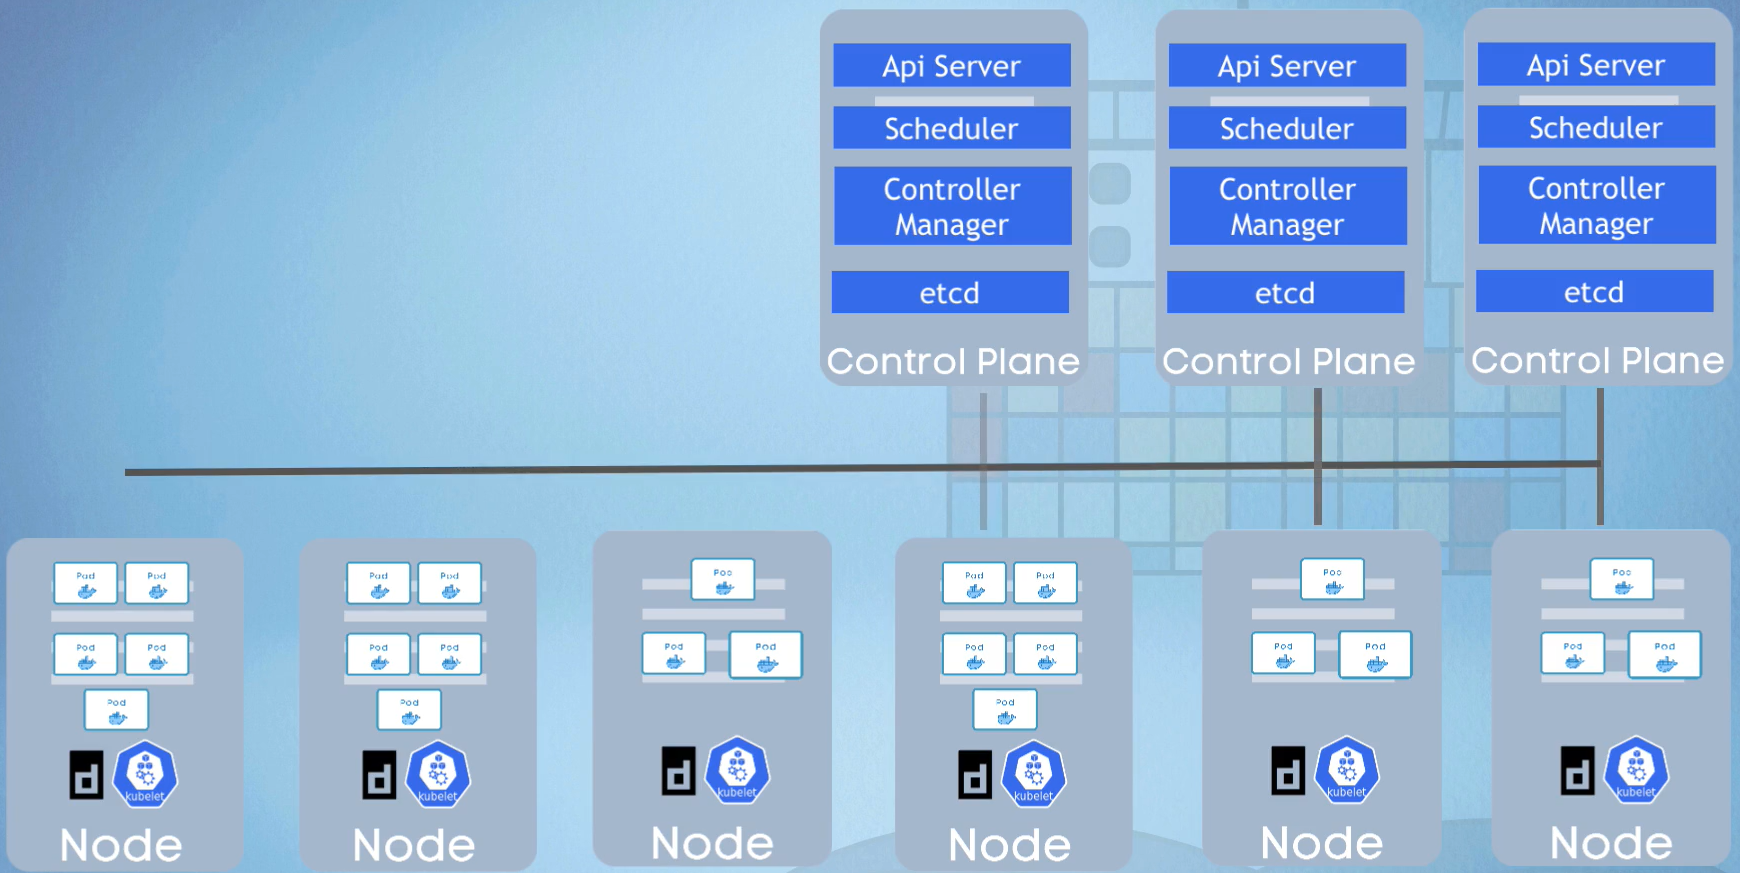 Api Server
Scheduler
Controller
Manager
etcd
Control Plane
Api Server
Scheduler
Controller
Manager
etcd
Control Plane
Api Server
Scheduler
Controller
Manager
etcd
Control Plane
Pod Pod
Pod Pod
Pod
d kubelet
Node
Pod Pod
Pod Pod
Pod
d kubelet
Node
Pod
Pod Pod
d kubelet
Node
Pod Pod
Pod Pod
Pod
d kubelet
Node
Pod
Pod Pod
d kubelet
Node
Pod
Pod Pod
d kubelet
Node